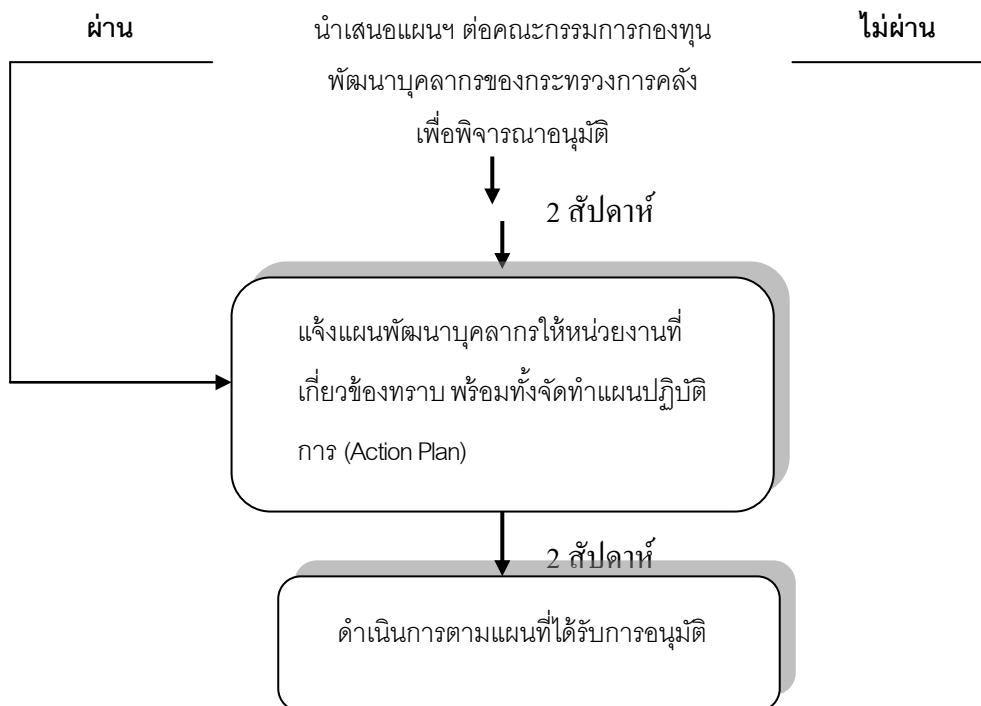 ผ่าน
นำเสนอแผนฯ ต่อคณะกรรมการกองทุน
ไม่ผ่าน
พัฒนาบุคลากรของกระทรวงการคลัง
เพื่อพิจารณาอนุมัติ
2 สัปดาห์
แจ้งแผนพัฒนาบุคลากรให้หน่วยงานที่
เกี่ยวข้องทราบ พร้อมทั้งจัดทำแผนปฏิบัติ
การ (Action Plan)
2 สัปดาห์
ดำเนินการตามแผนที่ได้รับการอนุมัติ